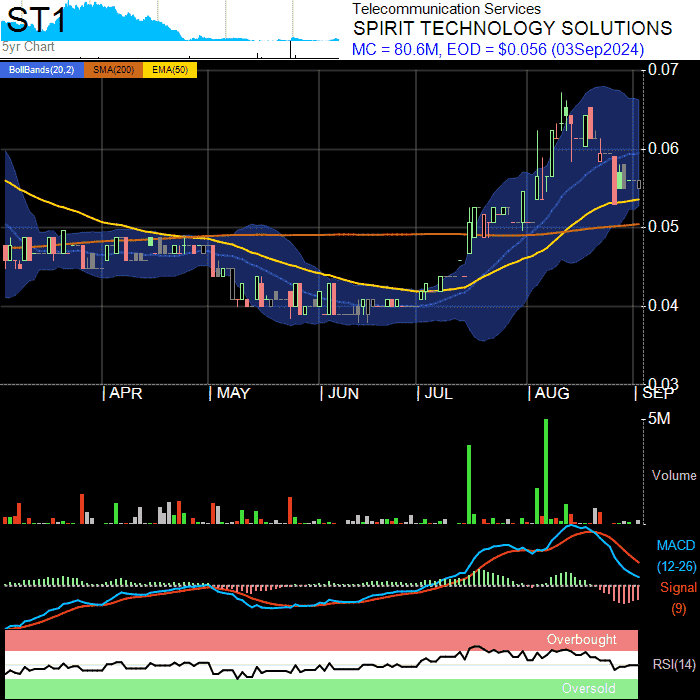 ST1
5yr Chart
Telecommunication Services
SPIRIT TECHNOLOGY SOLUTIONS
MC = 80.6M, EOD = $0.056 (03Sep2024)
BollBands(20,2) SMA(200) EMA(50)
0.07
0.06
0.05
0.04
0.03
APR MAY JUN JUL AUG SEP
5M
Volume
MACD
(12-26)
Signal
(9)
Overbought
RSI(14)
Oversold